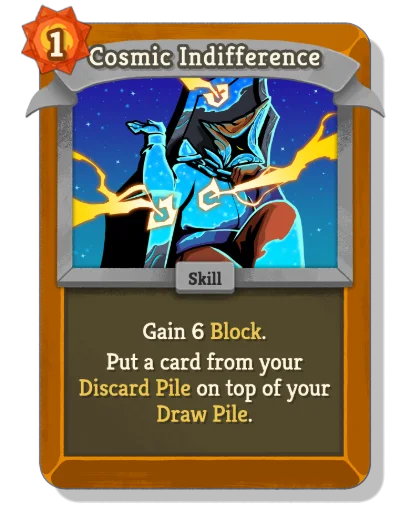 1
Cosmic Indifference
Skill
Gain 6 Block.
Put a card from your
Discard Pile on top of your
Draw Pile.